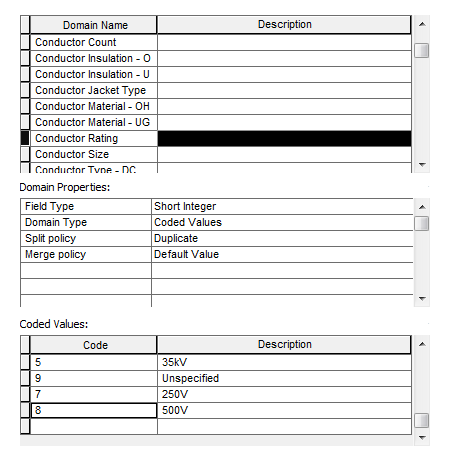 Domain Name Description
Conductor Count
Conductor Insulation - O
Conductor Insulation - U
Conductor Jacket Type
Conductor Material - OH
Conductor Material - UG
Conductor Rating
Conductor Size
Conductor Type - DC
Domain Properties:
Field Type Short Integer
Domain Type Coded Values
Split policy Duplicate
Merge policy Default Value
Coded Values:
Code Description
5 35kV
9 Unspecified
7 250V
8 500V